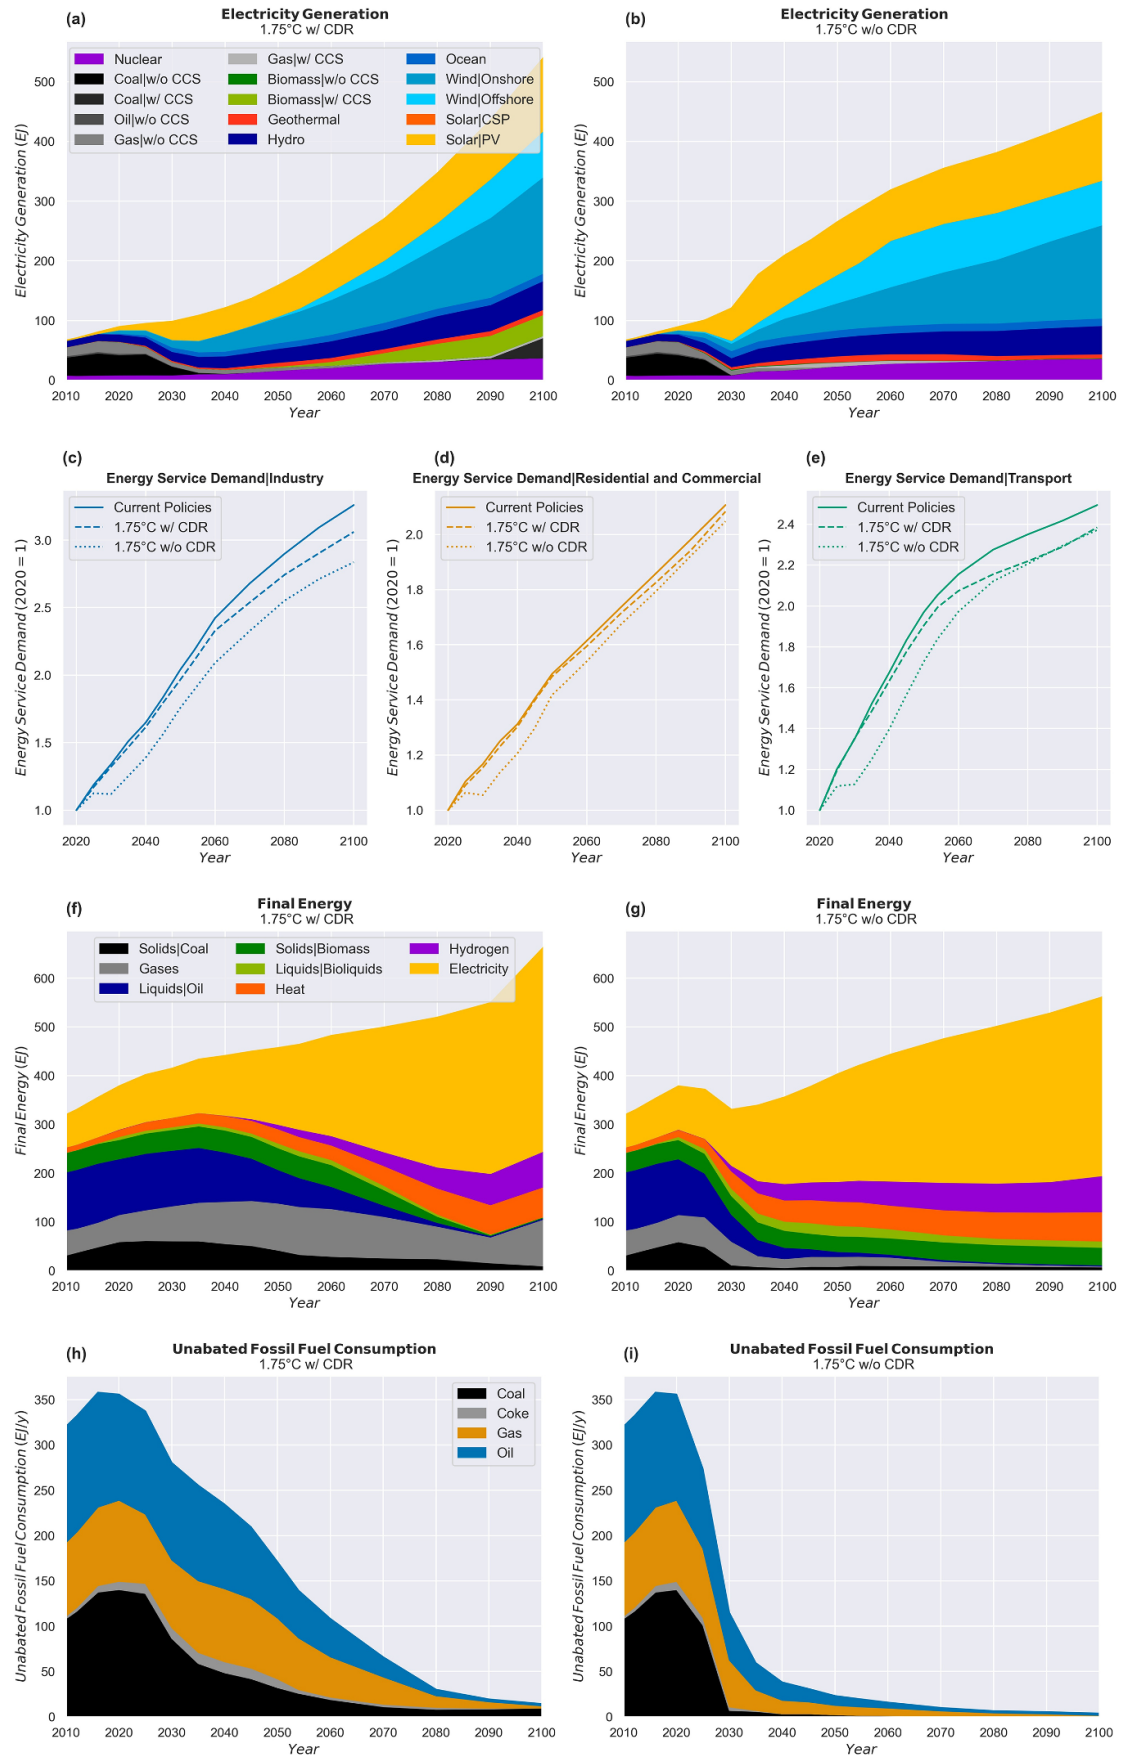 (a)
Electricity Generation
1.75°C w/ CDR
Nuclear
Coal|w/o CCS
Coal|w/ CCS
Oil|w/o CCS
Gas|w/o CCS
Gas|w/ CCS
Biomass|w/o CCS
Biomass|w/ CCS
Geothermal
Hydro
Ocean
Wind|Onshore
Wind|Offshore
Solar|CSP
Solar|PV
Electricity Generation (EJ)
500
400
300
200
100
0
2010 2020 2030 2040 2050 2060 2070 2080 2090 2100
Year
(b)
Electricity Generation
1.75°C w/o CDR
Electricity Generation (EJ)
500
400
300
200
100
0
2010 2020 2030 2040 2050 2060 2070 2080 2090 2100
Year
(c)
Energy Service Demand|Industry
Current Policies
1.75°C w/ CDR
1.75°C w/o CDR
Energy Service Demand (2020 = 1)
3.0
2.5
2.0
1.5
1.0
2020 2040 2060 2080 2100
Year
(d)
Energy Service Demand|Residential and Commercial
Current Policies
1.75°C w/ CDR
1.75°C w/o CDR
Energy Service Demand (2020 = 1)
2.0
1.8
1.6
1.4
1.2
1.0
2020 2040 2060 2080 2100
Year
(e)
Energy Service Demand|Transport
Current Policies
1.75°C w/ CDR
1.75°C w/o CDR
Energy Service Demand (2020 = 1)
2.4
2.2
2.0
1.8
1.6
1.4
1.2
1.0
2020 2040 2060 2080 2100
Year
(f)
Final Energy
1.75°C w/ CDR
Solids|Coal
Gases
Liquids|Oil
Solids|Biomass
Liquids|Bioliquids
Heat
Hydrogen
Electricity
Final Energy (EJ)
600
500
400
300
200
100
0
2010 2020 2030 2040 2050 2060 2070 2080 2090 2100
Year
(g)
Final Energy
1.75°C w/o CDR
Final Energy (EJ)
600
500
400
300
200
100
0
2010 2020 2030 2040 2050 2060 2070 2080 2090 2100
Year
(h)
Unabated Fossil Fuel Consumption
1.75°C w/ CDR
Coal
Coke
Gas
Oil
Unabated Fossil Fuel Consumption (EJ/y)
350
300
250
200
150
100
50
0
2010 2020 2030 2040 2050 2060 2070 2080 2090 2100
Year
(i)
Unabated Fossil Fuel Consumption
1.75°C w/o CDR
Unabated Fossil Fuel Consumption (EJ/y)
350
300
250
200
150
100
50
0
2010 2020 2030 2040 2050 2060 2070 2080 2090 2100
Year